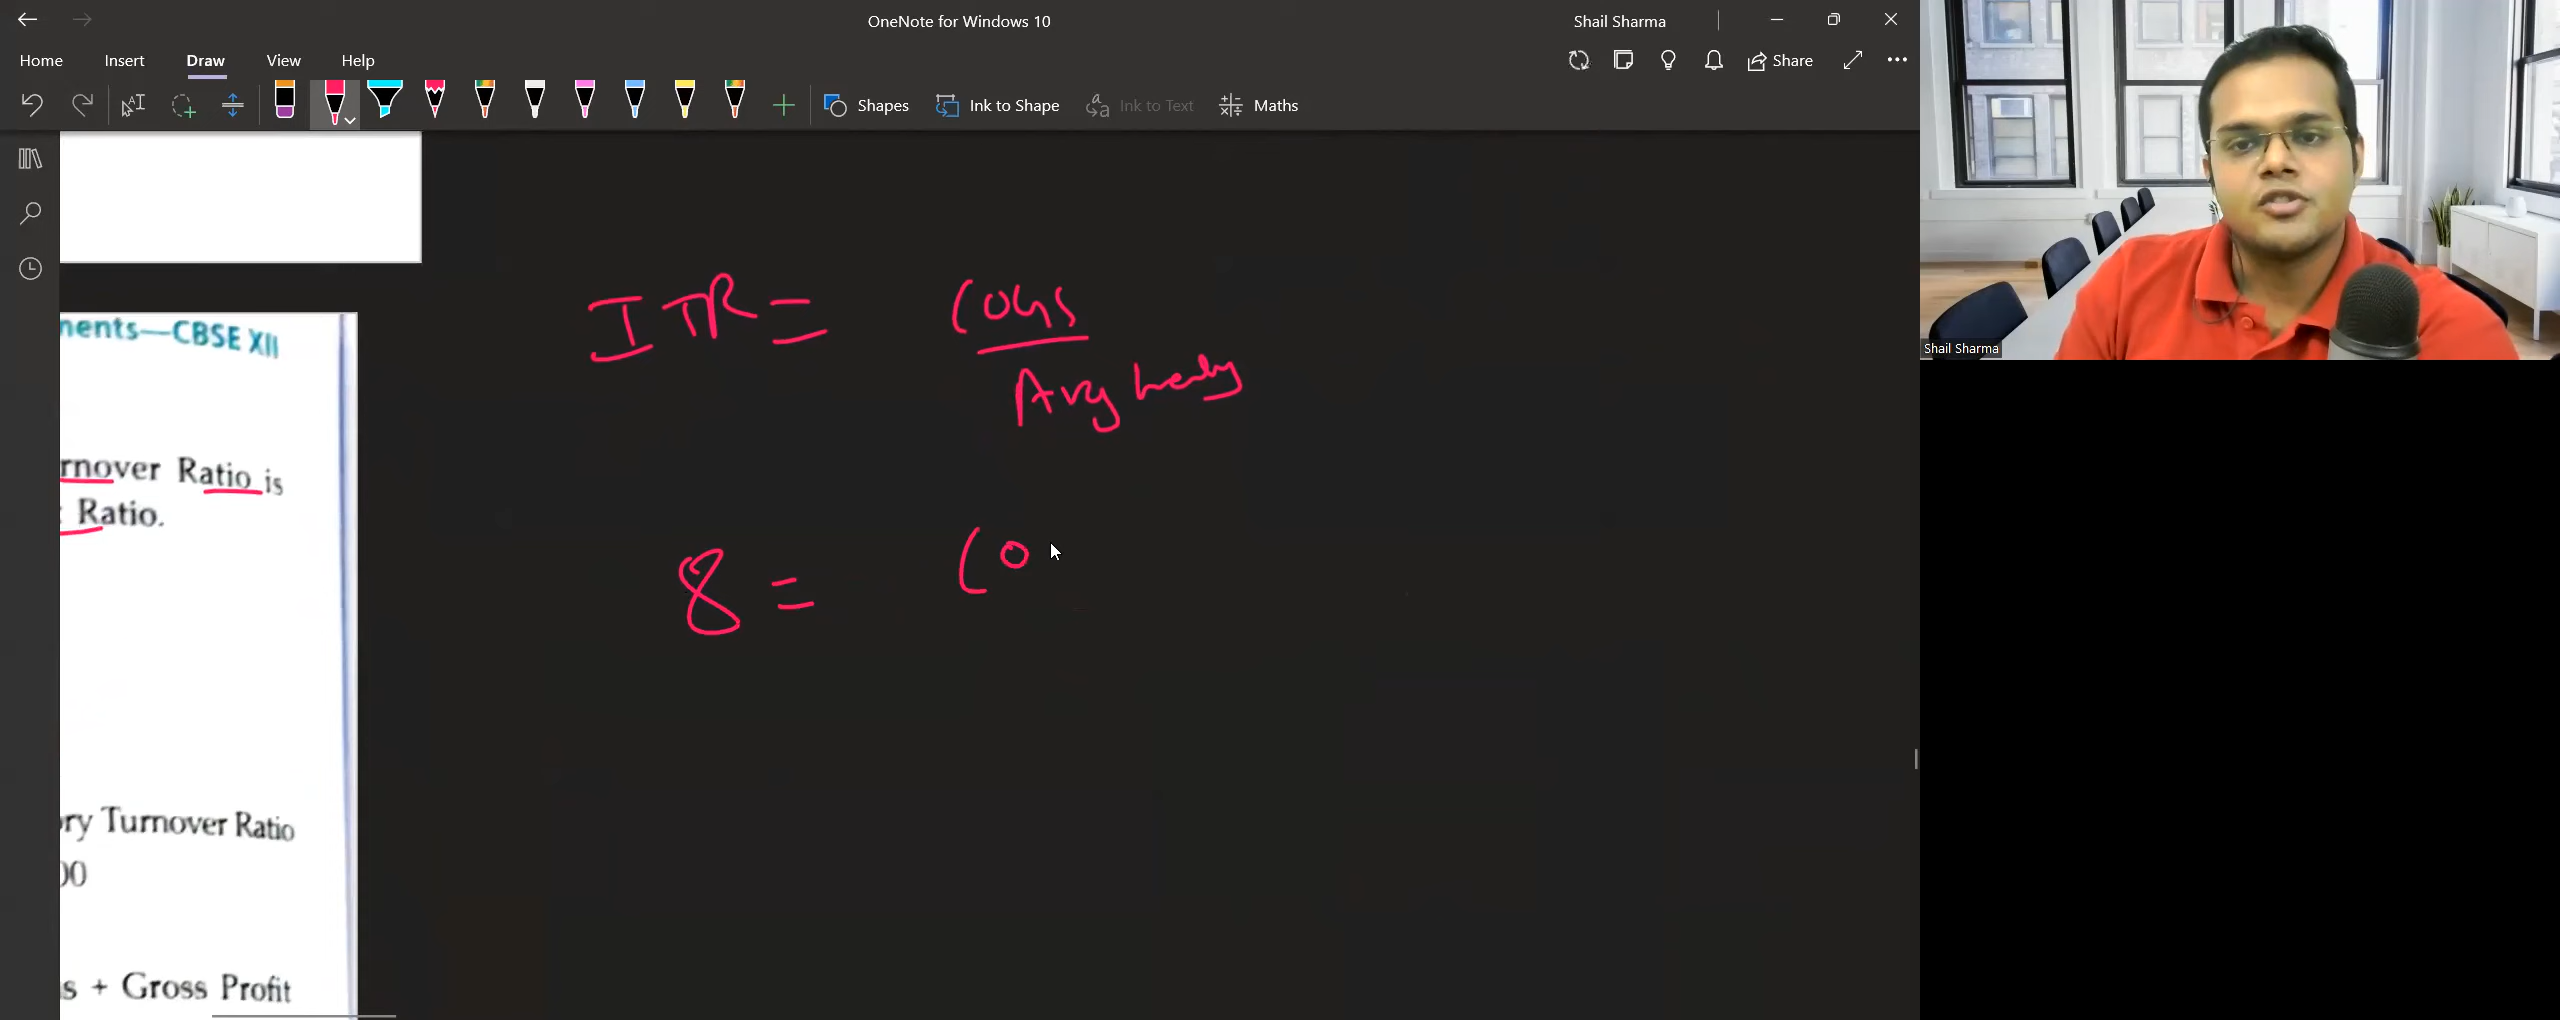 OneNote for Windows 10
Shail Sharma
Home Insert Draw View Help
Share
Shapes Ink to Shape Ink to Text Maths
nents—CBSE XII
ITR = COGS
Avg
rnover Ratio is
Ratio.
8 = CO
ory Turnover Ratio
00
s + Gross Profit
Shail Sharma